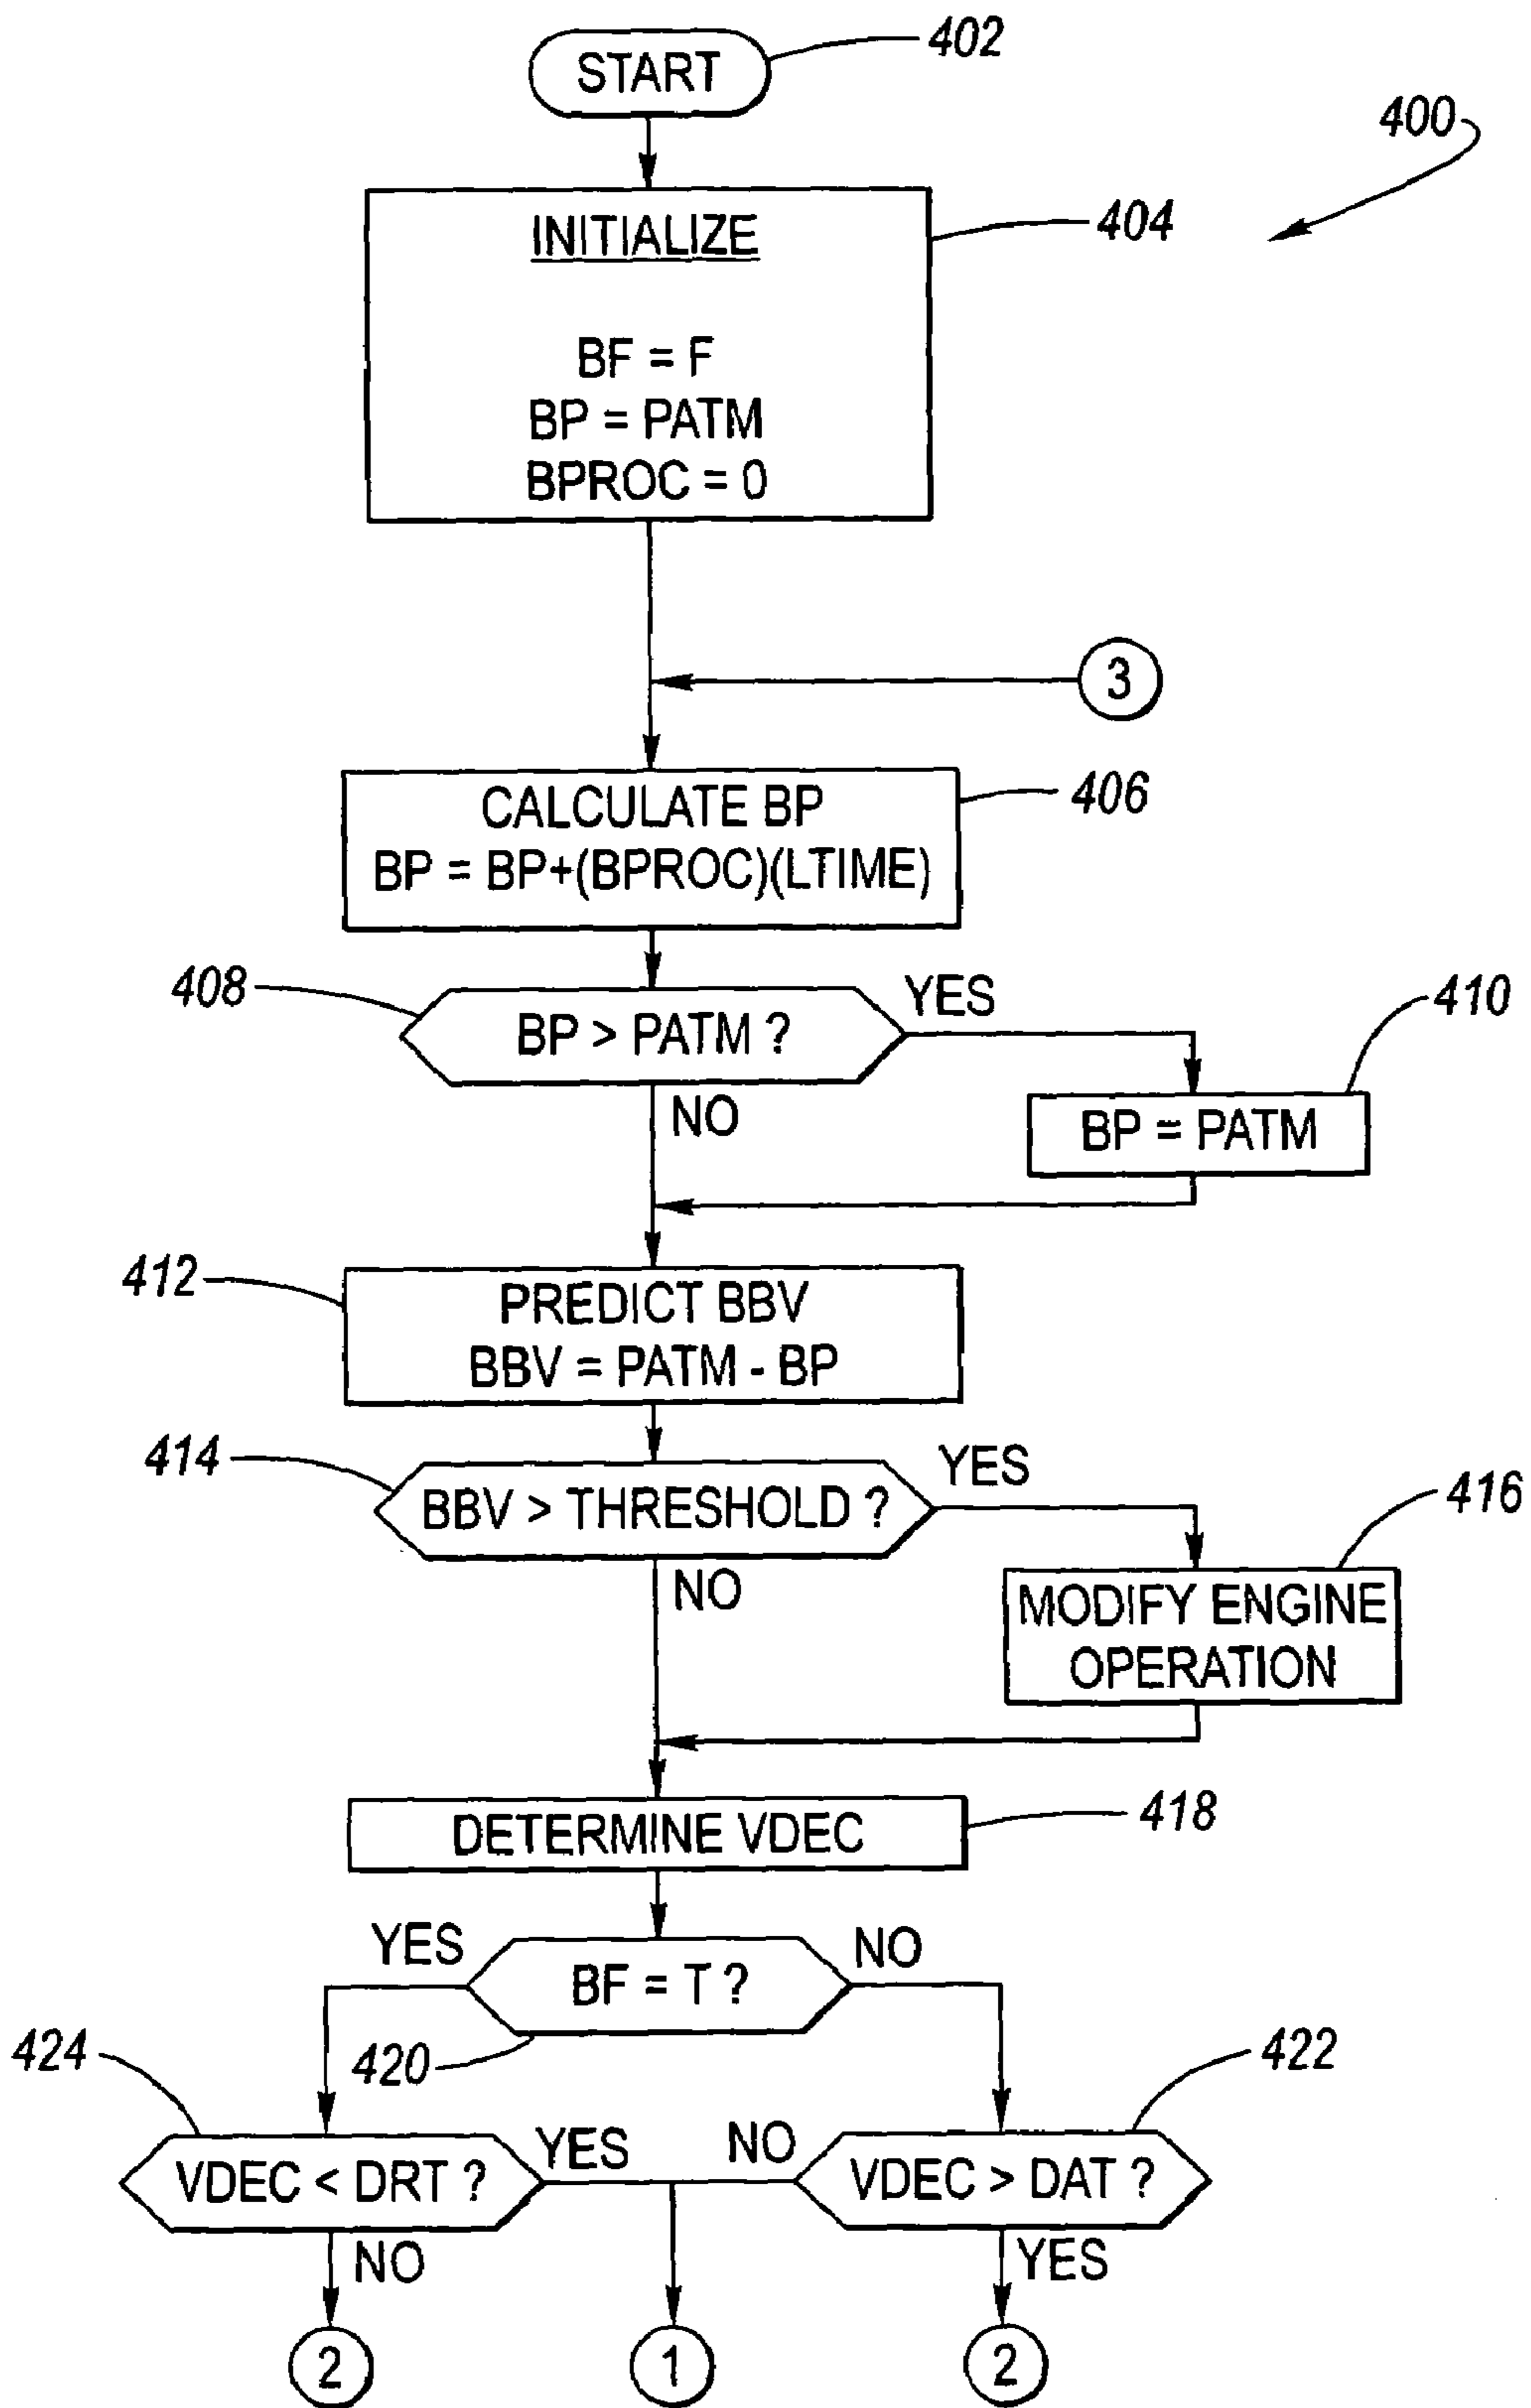 START
402
400
INITIALIZE
404
BF = F
BP = PATM
BPROC = 0
3
CALCULATE BP
BP = BP+(BPROC)(LTIME)
406
408
BP > PATM ?
YES
410
NO
BP = PATM
412
PREDICT BBV
BBV = PATM - BP
414
BBV > THRESHOLD ?
YES
416
NO
MODIFY ENGINE
OPERATION
DETERMINE VDEC
418
YES
BF = T ?
NO
424
420
422
VDEC < DRT ?
YES
NO
VDEC > DAT ?
NO
YES
2
1
2